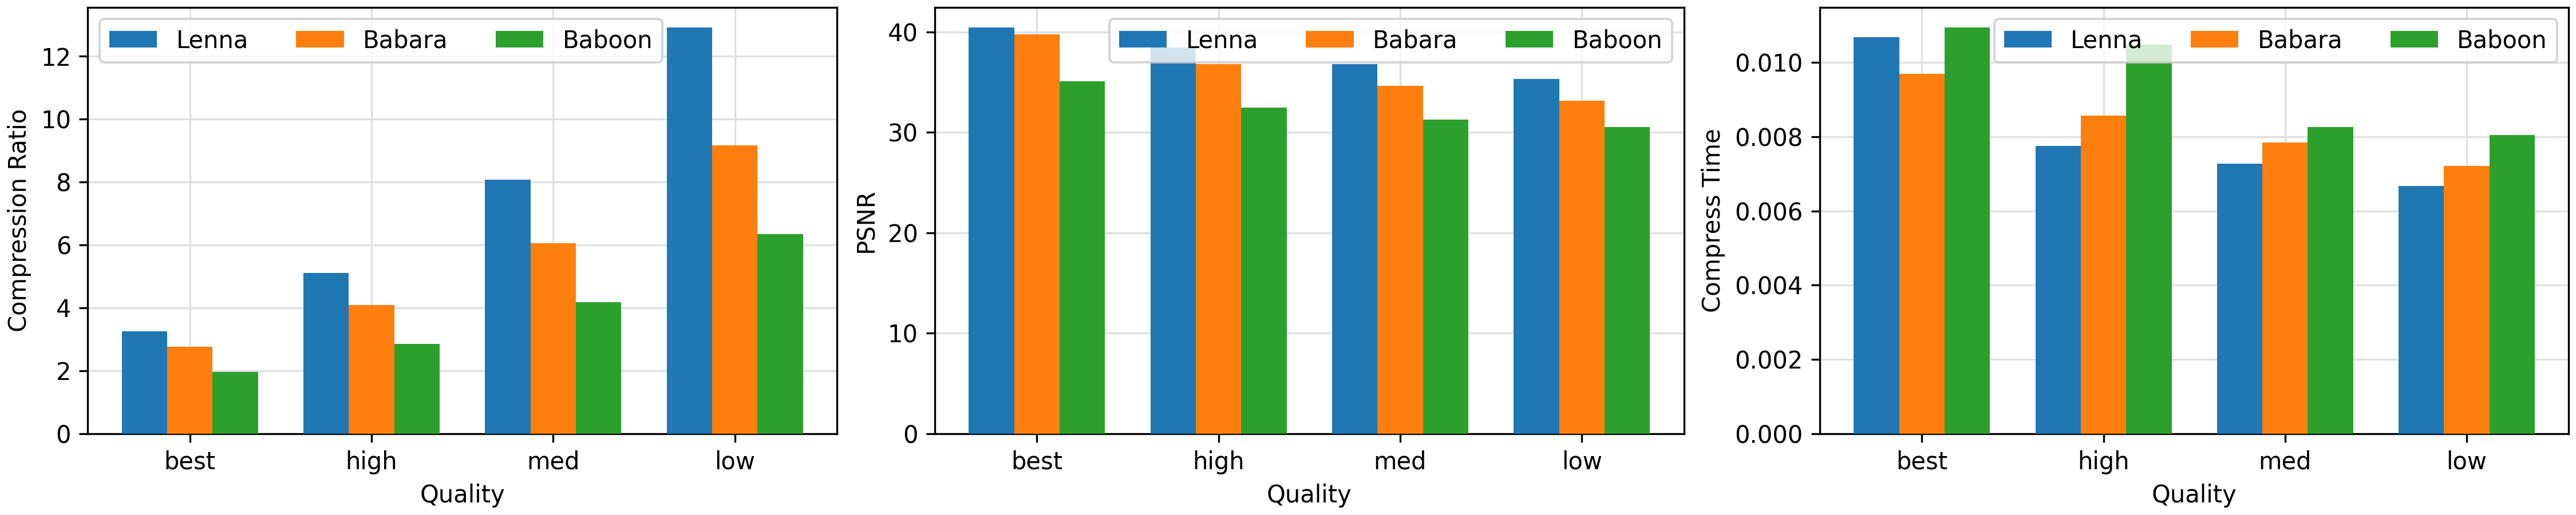 Compression Ratio
12
10
8
6
4
2
0
Lenna Babara Baboon
best high med low
Quality
PSNR
40
30
20
10
0
Lenna Babara Baboon
best high med low
Quality
Compress Time
0.010
0.008
0.006
0.004
0.002
0.000
Lenna Babara Baboon
best high med low
Quality